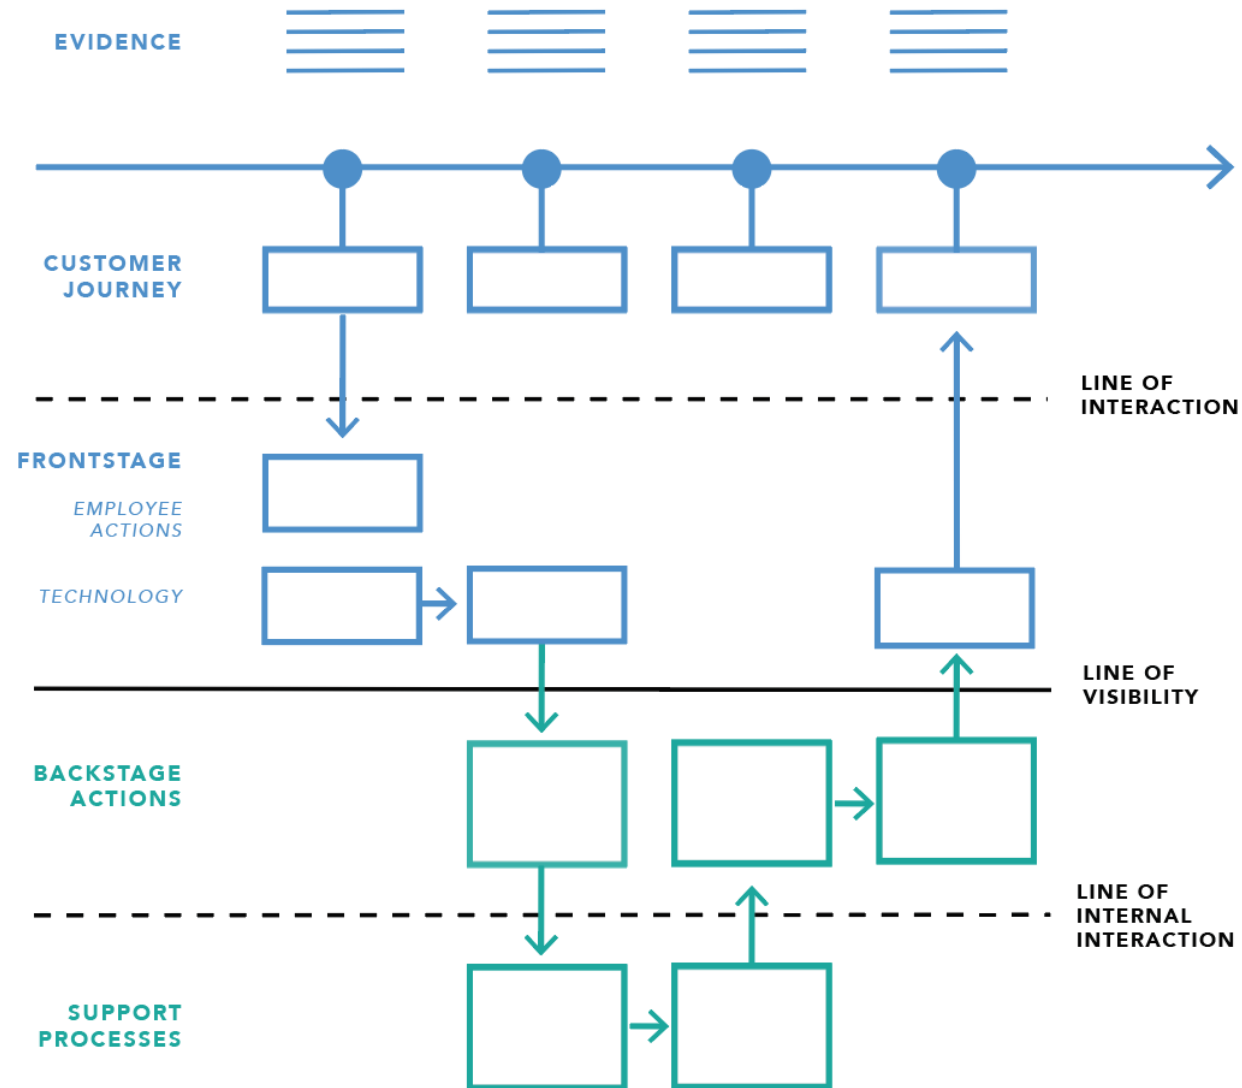 EVIDENCE
CUSTOMER
JOURNEY
LINE OF
INTERACTION
FRONTSTAGE
EMPLOYEE
ACTIONS
TECHNOLOGY
LINE OF
VISIBILITY
BACKSTAGE
ACTIONS
LINE OF
INTERNAL
INTERACTION
SUPPORT
PROCESSES